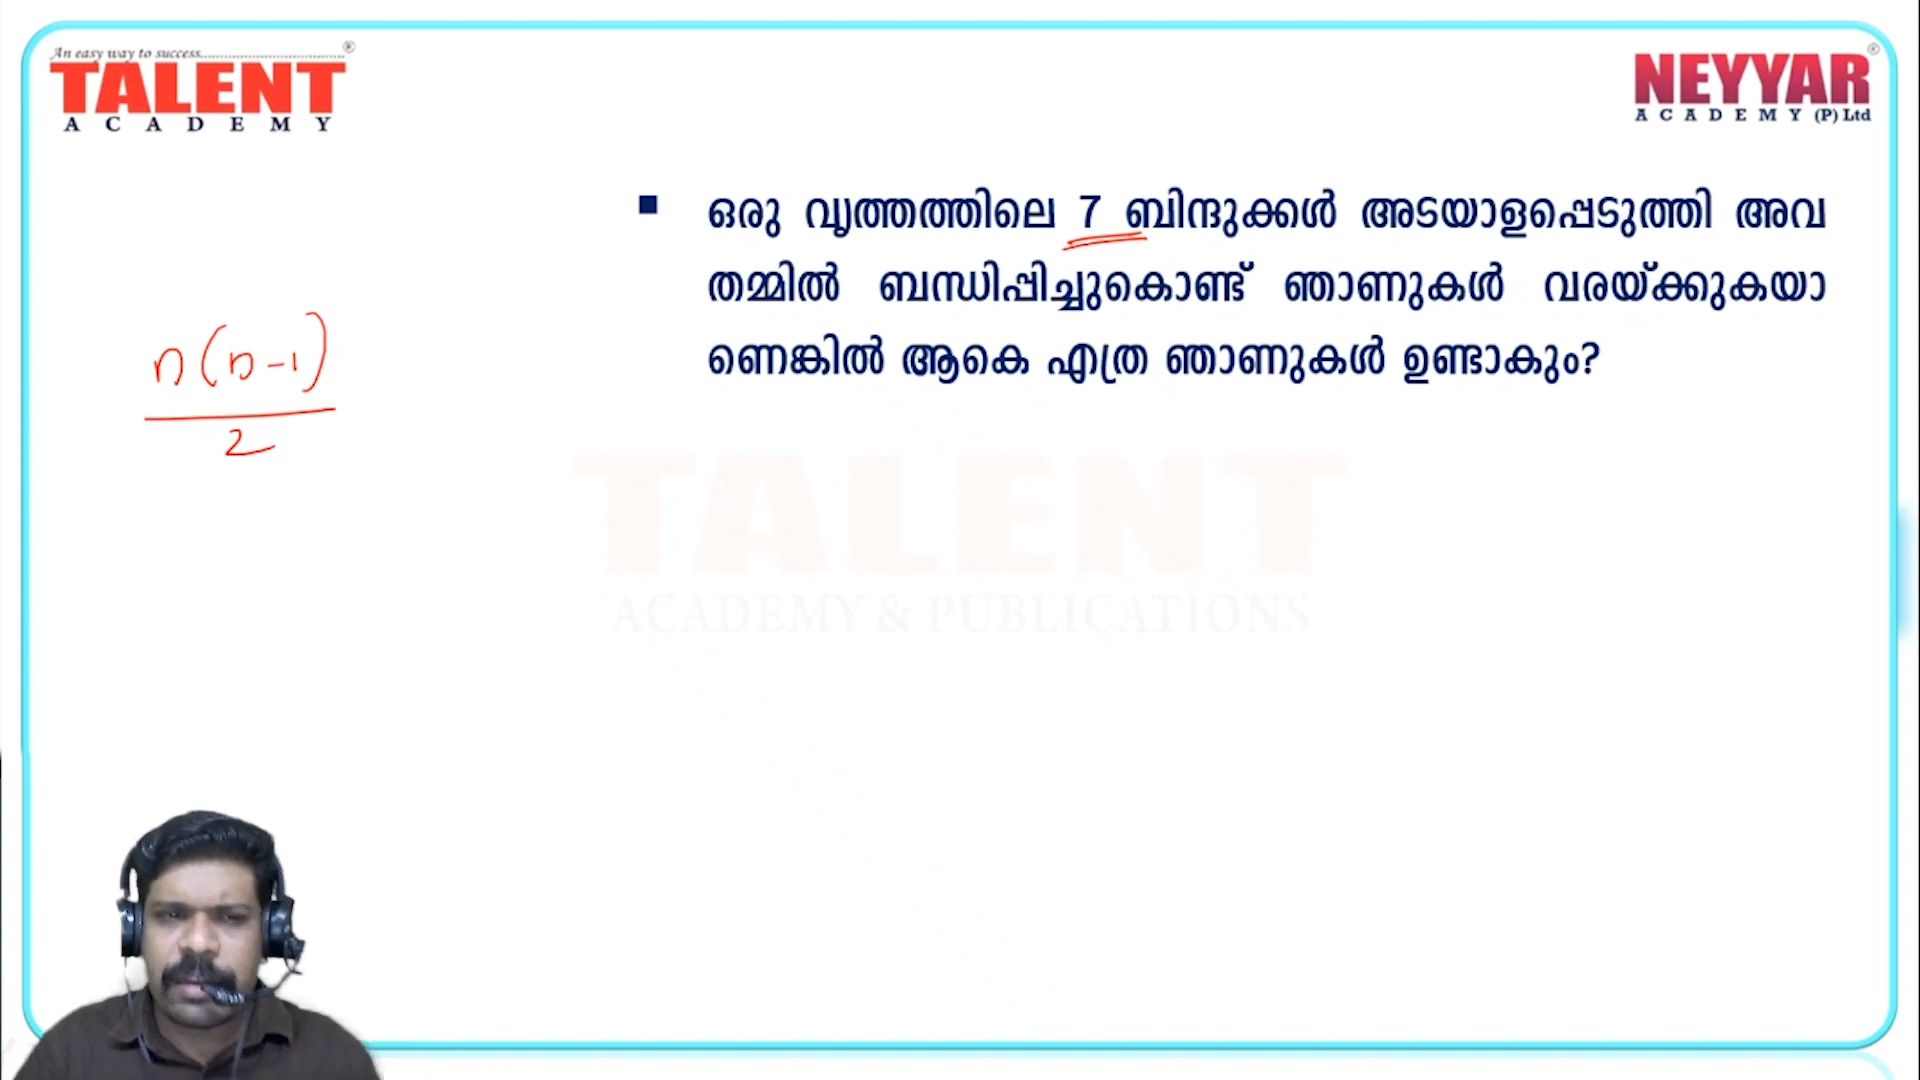 An easy way to success.......................................®
TALENT
ACADEMY
NEYYAR®
ACADEMY (P) Ltd
▪ ഒരു വൃത്തത്തിലെ 7 ബിന്ദുക്കൾ അടയാളപ്പെടുത്തി അവ
തമ്മിൽ ബന്ധിപ്പിച്ചുകൊണ്ട് ഞാണുകൾ വരയ്ക്കുകയാ
ണെങ്കിൽ ആകെ എത്ര ഞാണുകൾ ഉണ്ടാകും?
n(n-1)
2
TALENT
ACADEMY & PUBLICATIONS